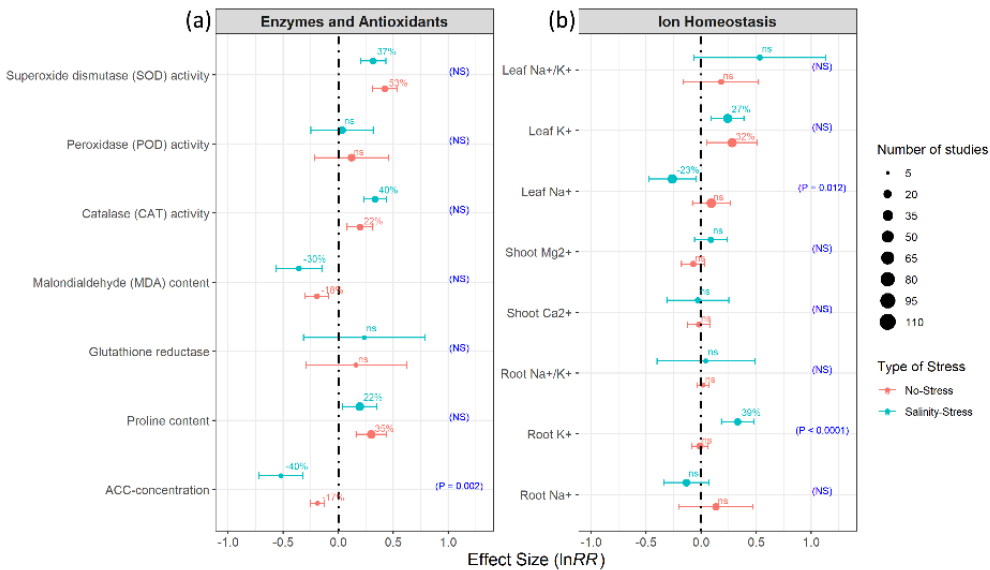 (a) Enzymes and Antioxidants
Superoxide dismutase (SOD) activity
37%
53%
(NS)
Peroxidase (POD) activity
ns
ns
(NS)
Catalase (CAT) activity
40%
22%
(NS)
Malondialdehyde (MDA) content
-30%
-18%
(NS)
Glutathione reductase
ns
ns
(NS)
Proline content
22%
35%
(NS)
ACC-concentration
-40%
-17%
(P = 0.002)
-1.0 -0.5 0.0 0.5 1.0
(b) Ion Homeostasis
Leaf Na+/K+
ns
ns
(NS)
Leaf K+
27%
32%
(NS)
Leaf Na+
-23%
ns
(P = 0.012)
Shoot Mg2+
ns
ns
(NS)
Shoot Ca2+
ns
ns
(NS)
Root Na+/K+
ns
ns
(NS)
Root K+
39%
ns
(P < 0.0001)
Root Na+
ns
ns
(NS)
-1.0 -0.5 0.0 0.5 1.0
Effect Size (lnRR)
Number of studies
5
20
35
50
65
80
95
110
Type of Stress
No-Stress
Salinity-Stress